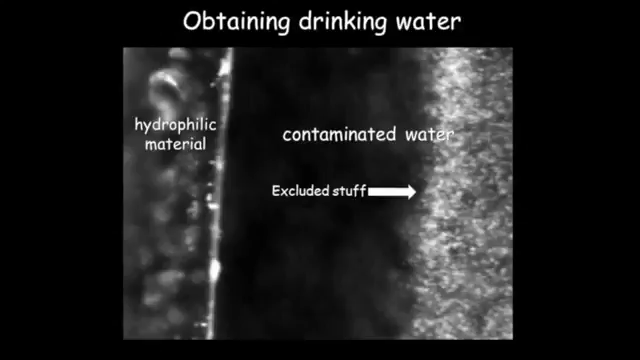 Obtaining drinking water
hydrophilic
material
contaminated water
Excluded stuff